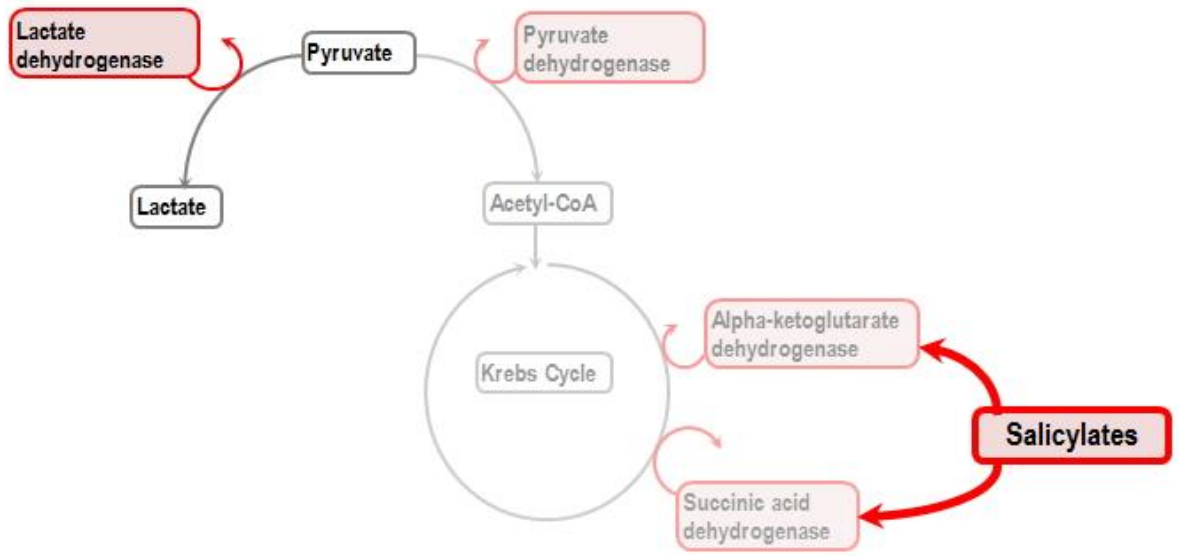 Lactate
dehydrogenase
Pyruvate
Pyruvate
dehydrogenase
Lactate
Acetyl-CoA
Alpha-ketoglutarate
dehydrogenase
Krebs Cycle
Salicylates
Succinic acid
dehydrogenase